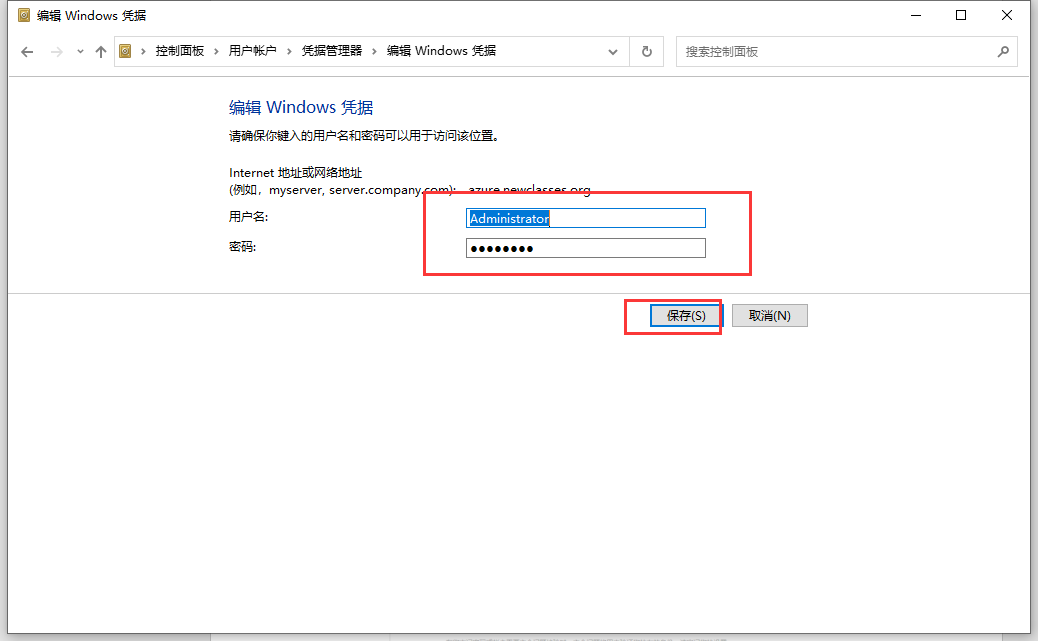 编辑 Windows 凭据
控制面板 › 用户帐户 › 凭据管理器 › 编辑 Windows 凭据
搜索控制面板
编辑 Windows 凭据
请确保你键入的用户名和密码可以用于访问该位置。
Internet 地址或网络地址
(例如，myserver, server.company.com): azure.newclasses.org
用户名: Administrator
密码: ●●●●●●●●
保存(S) 取消(N)